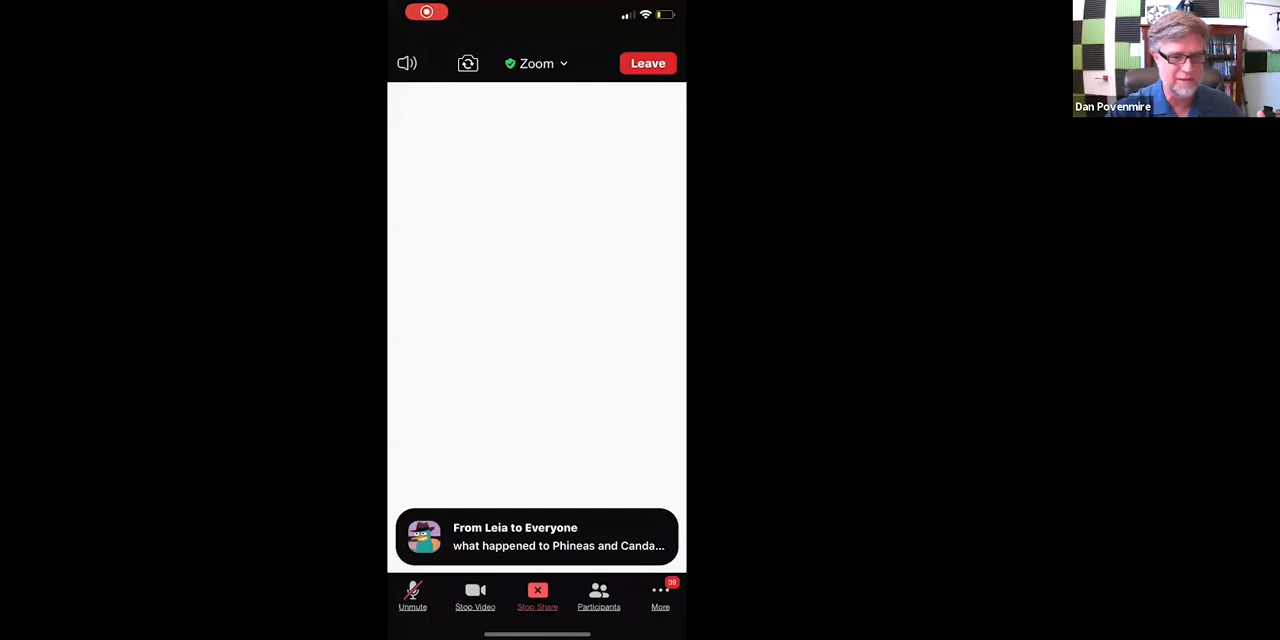 Zoom
Leave
Dan Povenmire
From Leia to Everyone
what happened to Phineas and Canda...
39
Unmute
Stop Video
Stop Share
Participants
More